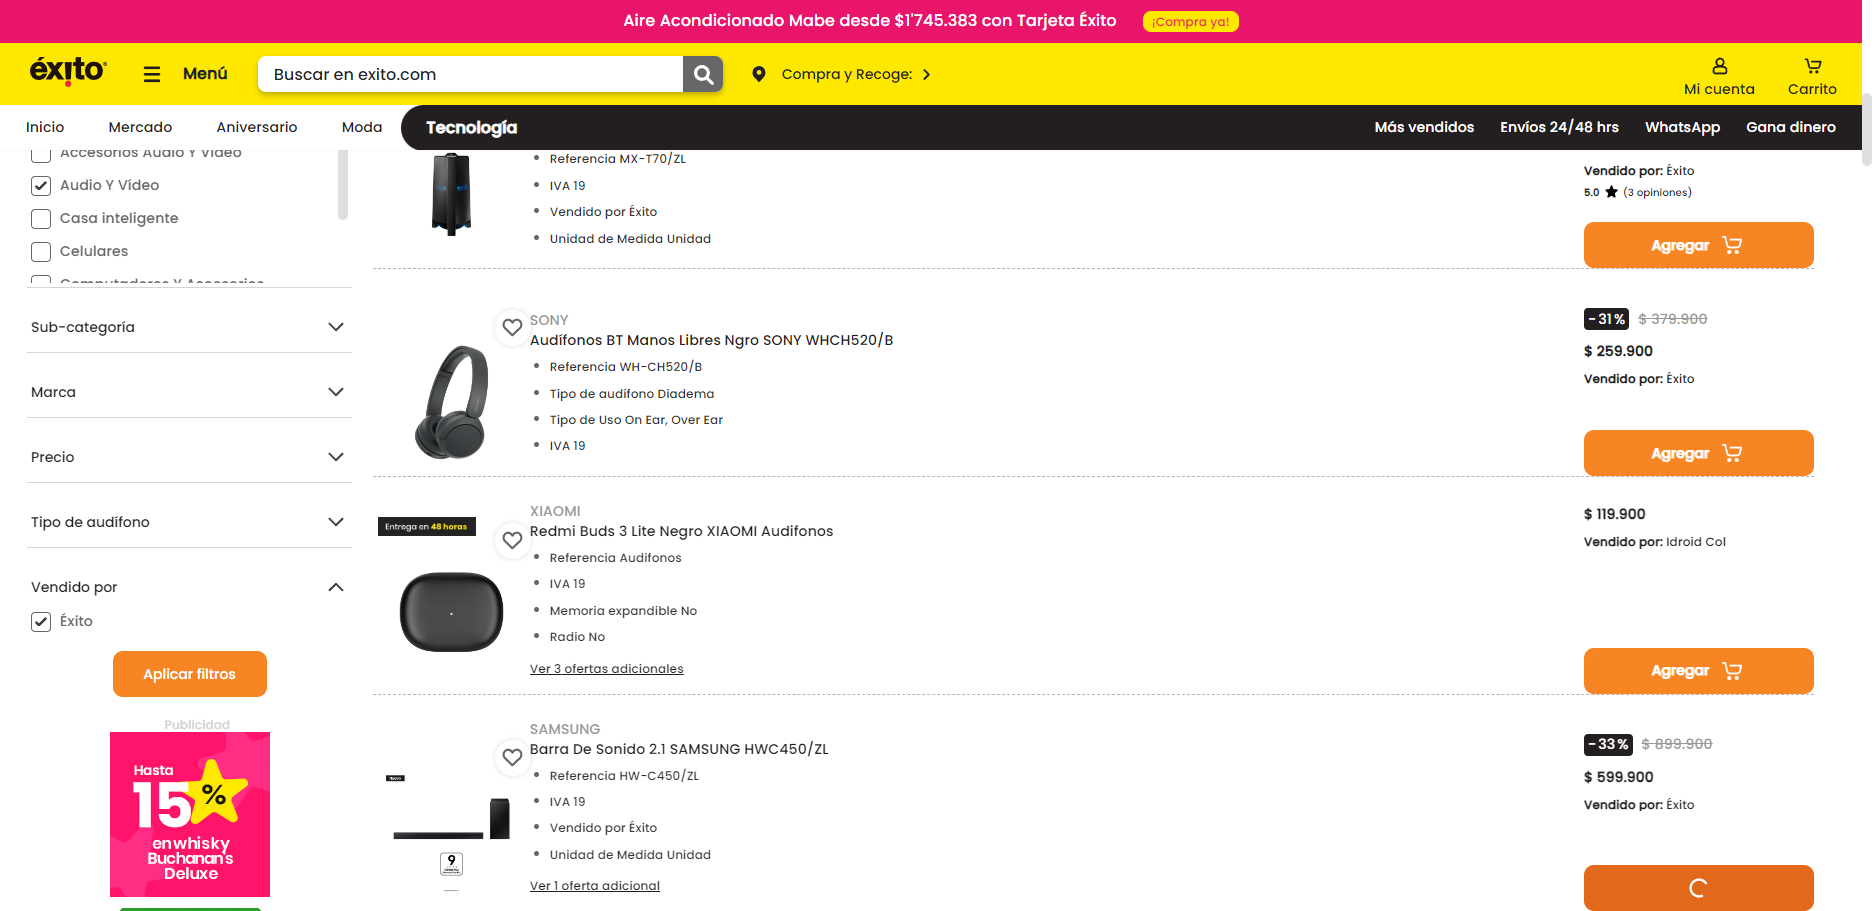 Aire Acondicionado Mabe desde $1'745.383 con Tarjeta Éxito
¡Compra ya!
éxito
Menú
Buscar en exito.com
Compra y Recoge:
Mi cuenta
Carrito
Inicio
Mercado
Aniversario
Moda
Tecnología
Más vendidos
Envíos 24/48 hrs
WhatsApp
Gana dinero
Accesorios Audio Y Video
Audio Y Vídeo
Casa inteligente
Celulares
Computadores Y Accesorios
Sub-categoría
Marca
Precio
Tipo de audífono
Vendido por
Éxito
Aplicar filtros
Publicidad
Hasta
15%
en whisky
Buchanan's
Deluxe
Referencia MX-T70/ZL
IVA 19
Vendido por Éxito
Unidad de Medida Unidad
Vendido por: Éxito
5.0 (3 opiniones)
Agregar
SONY
Audífonos BT Manos Libres Ngro SONY WHCH520/B
Referencia WH-CH520/B
Tipo de audífono Diadema
Tipo de Uso On Ear, Over Ear
IVA 19
-31% $ 379.900
$ 259.900
Vendido por: Éxito
Agregar
Entrega en 48 horas
XIAOMI
Redmi Buds 3 Lite Negro XIAOMI Audifonos
Referencia Audifonos
IVA 19
Memoria expandible No
Radio No
Ver 3 ofertas adicionales
$ 119.900
Vendido por: Idroid Col
Agregar
SAMSUNG
Barra De Sonido 2.1 SAMSUNG HWC450/ZL
Referencia HW-C450/ZL
IVA 19
Vendido por Éxito
Unidad de Medida Unidad
Ver 1 oferta adicional
Nuevo
9
-33% $ 899.900
$ 599.900
Vendido por: Éxito